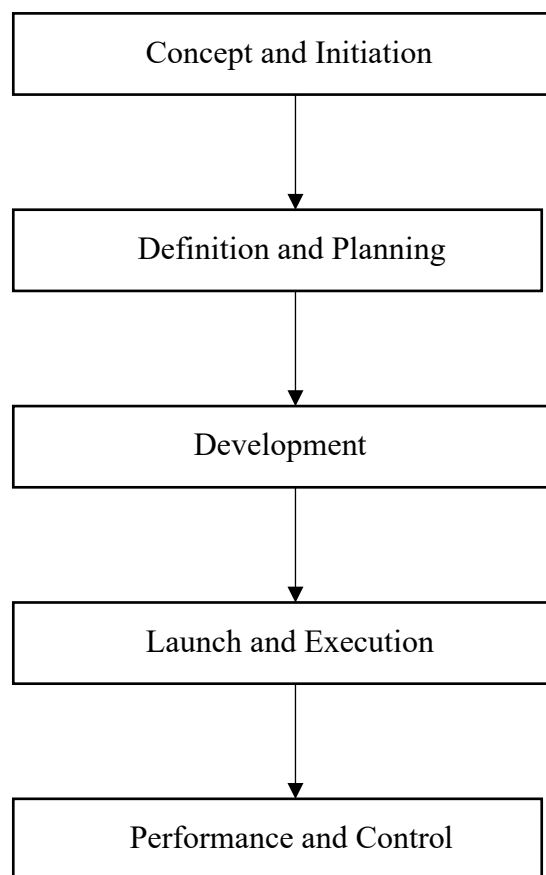 Concept and Initiation
Definition and Planning
Development
Launch and Execution
Performance and Control